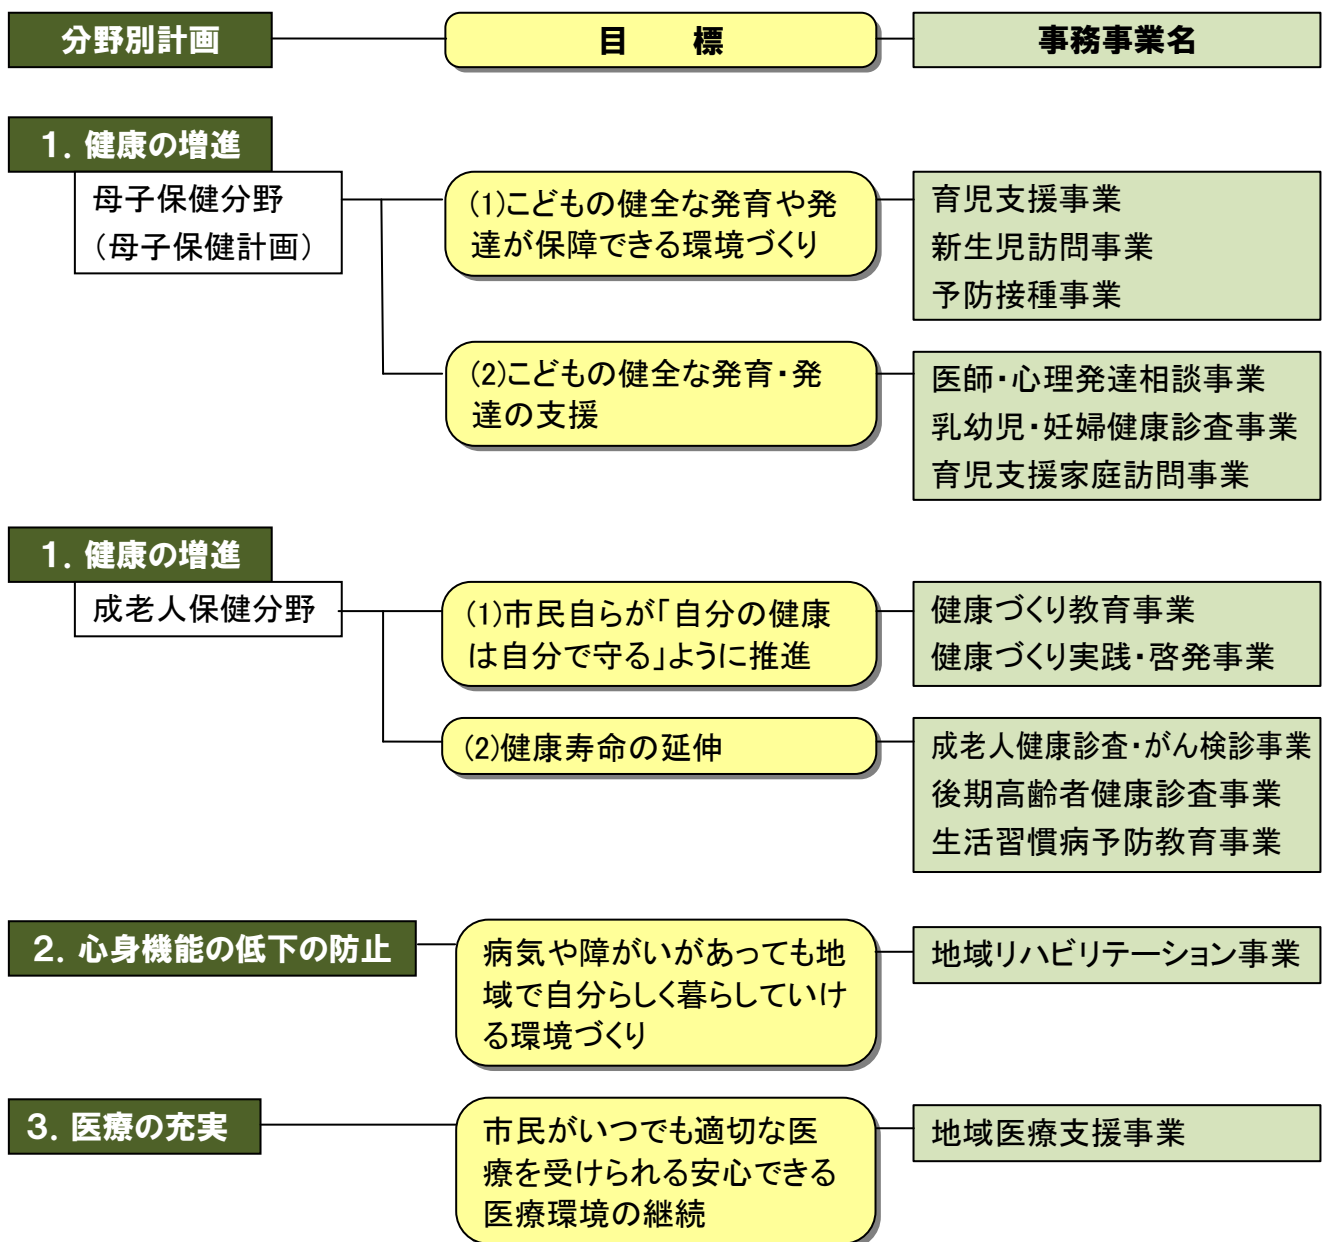 分野別計画
目　標
事務事業名
１．健康の増進
母子保健分野
（母子保健計画）
(1)こどもの健全な発育や発
達が保障できる環境づくり
育児支援事業
新生児訪問事業
予防接種事業
(2)こどもの健全な発育・発
達の支援
医師・心理発達相談事業
乳幼児・妊婦健康診査事業
育児支援家庭訪問事業
１．健康の増進
成老人保健分野
(1)市民自らが「自分の健康
は自分で守る」ように推進
健康づくり教育事業
健康づくり実践・啓発事業
(2)健康寿命の延伸
成老人健康診査・がん検診事業
後期高齢者健康診査事業
生活習慣病予防教育事業
２．心身機能の低下の防止
病気や障がいがあっても地
域で自分らしく暮らしていけ
る環境づくり
地域リハビリテーション事業
３．医療の充実
市民がいつでも適切な医
療を受けられる安心できる
医療環境の継続
地域医療支援事業